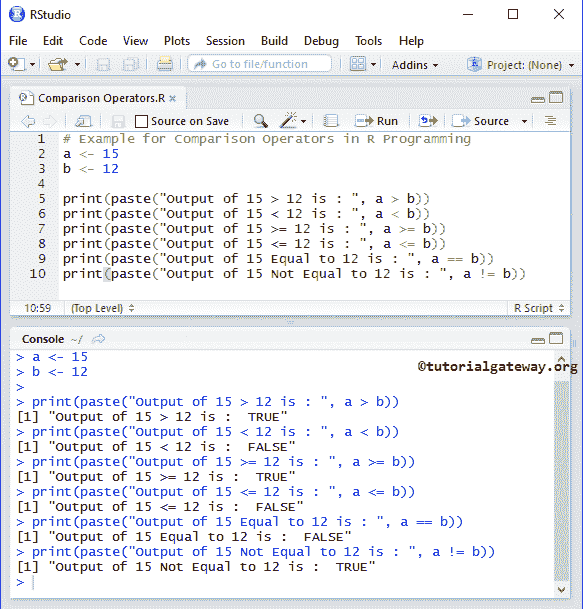 RStudio
File Edit Code View Plots Session Build Debug Tools Help
Go to file/function Addins Project: (None)
Comparison Operators.R
Source on Save Run Source
1 # Example for Comparison Operators in R Programming
2 a <- 15
3 b <- 12
4
5 print(paste("Output of 15 > 12 is : ", a > b))
6 print(paste("Output of 15 < 12 is : ", a < b))
7 print(paste("Output of 15 >= 12 is : ", a >= b))
8 print(paste("Output of 15 <= 12 is : ", a <= b))
9 print(paste("Output of 15 Equal to 12 is : ", a == b))
10 print(paste("Output of 15 Not Equal to 12 is : ", a != b))
10:59 (Top Level) R Script
Console ~/
> a <- 15
©tutorialgateway.org
> b <- 12
>
> print(paste("Output of 15 > 12 is : ", a > b))
[1] "Output of 15 > 12 is :  TRUE"
> print(paste("Output of 15 < 12 is : ", a < b))
[1] "Output of 15 < 12 is :  FALSE"
> print(paste("Output of 15 >= 12 is : ", a >= b))
[1] "Output of 15 >= 12 is :  TRUE"
> print(paste("Output of 15 <= 12 is : ", a <= b))
[1] "Output of 15 <= 12 is :  FALSE"
> print(paste("Output of 15 Equal to 12 is : ", a == b))
[1] "Output of 15 Equal to 12 is :  FALSE"
> print(paste("Output of 15 Not Equal to 12 is : ", a != b))
[1] "Output of 15 Not Equal to 12 is :  TRUE"
>